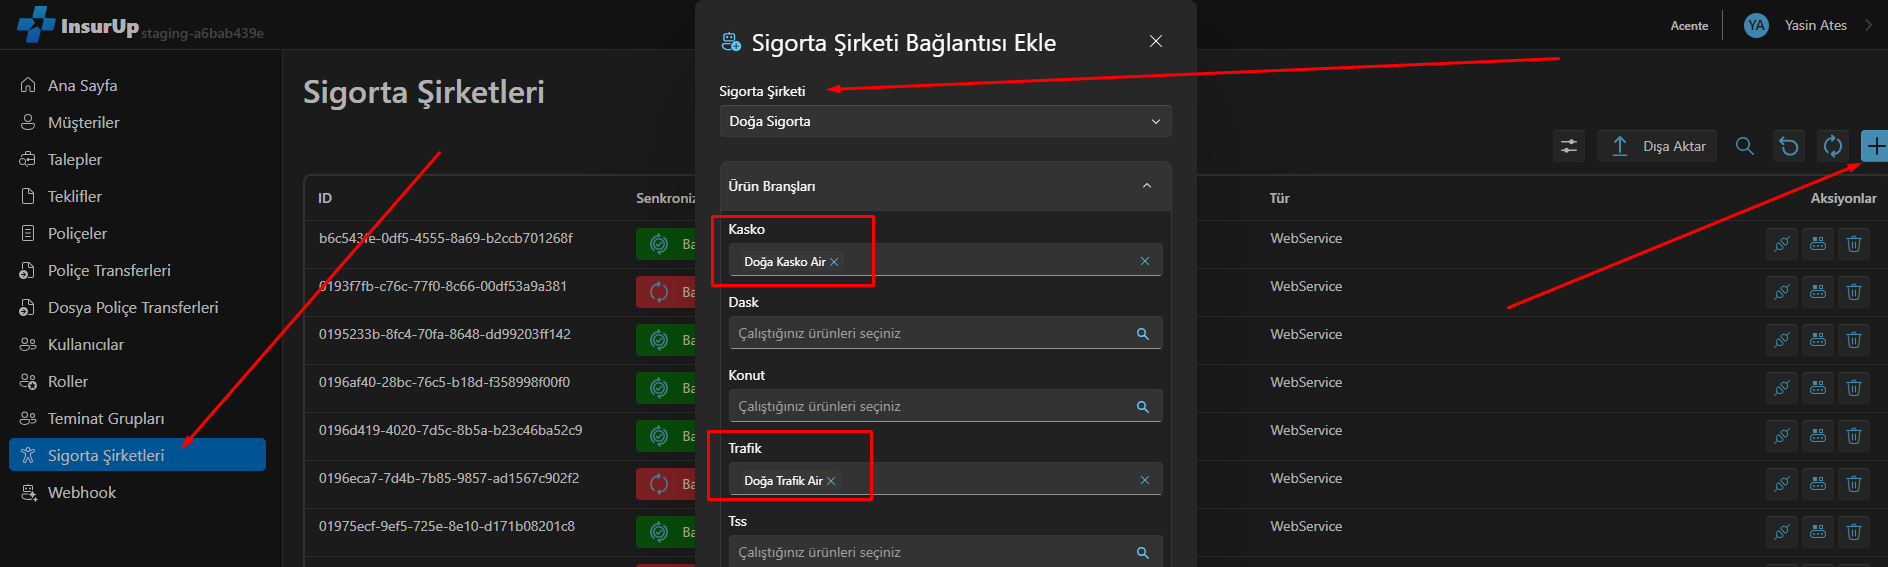 InsurUp
staging-a6bab439e
Acente
YA
Yasin Ates
Ana Sayfa
Müşteriler
Talepler
Teklifler
Poliçeler
Poliçe Transferleri
Dosya Poliçe Transferleri
Kullanıcılar
Roller
Teminat Grupları
Sigorta Şirketleri
Webhook
Sigorta Şirketleri
Dışa Aktar
ID
Senkroniz
Tür
Aksiyonlar
b6c543fe-0df5-4555-8a69-b2ccb701268f
Ba
WebService
0193f7fb-c76c-77f0-8c66-00df53a9a381
Ba
WebService
0195233b-8fc4-70fa-8648-dd99203ff142
Ba
WebService
0196af40-28bc-76c5-b18d-f358998f00f0
Ba
WebService
0196d419-4020-7d5c-8b5a-b23c46ba52c9
Ba
WebService
0196eca7-7d4b-7b85-9857-ad1567c902f2
Ba
WebService
01975ecf-9ef5-725e-8e10-d171b08201c8
Ba
WebService
Sigorta Şirketi Bağlantısı Ekle
Sigorta Şirketi
Doğa Sigorta
Ürün Branşları
Kasko
Doğa Kasko Air
Dask
Çalıştığınız ürünleri seçiniz
Konut
Çalıştığınız ürünleri seçiniz
Trafik
Doğa Trafik Air
Tss
Çalıştığınız ürünleri seçiniz